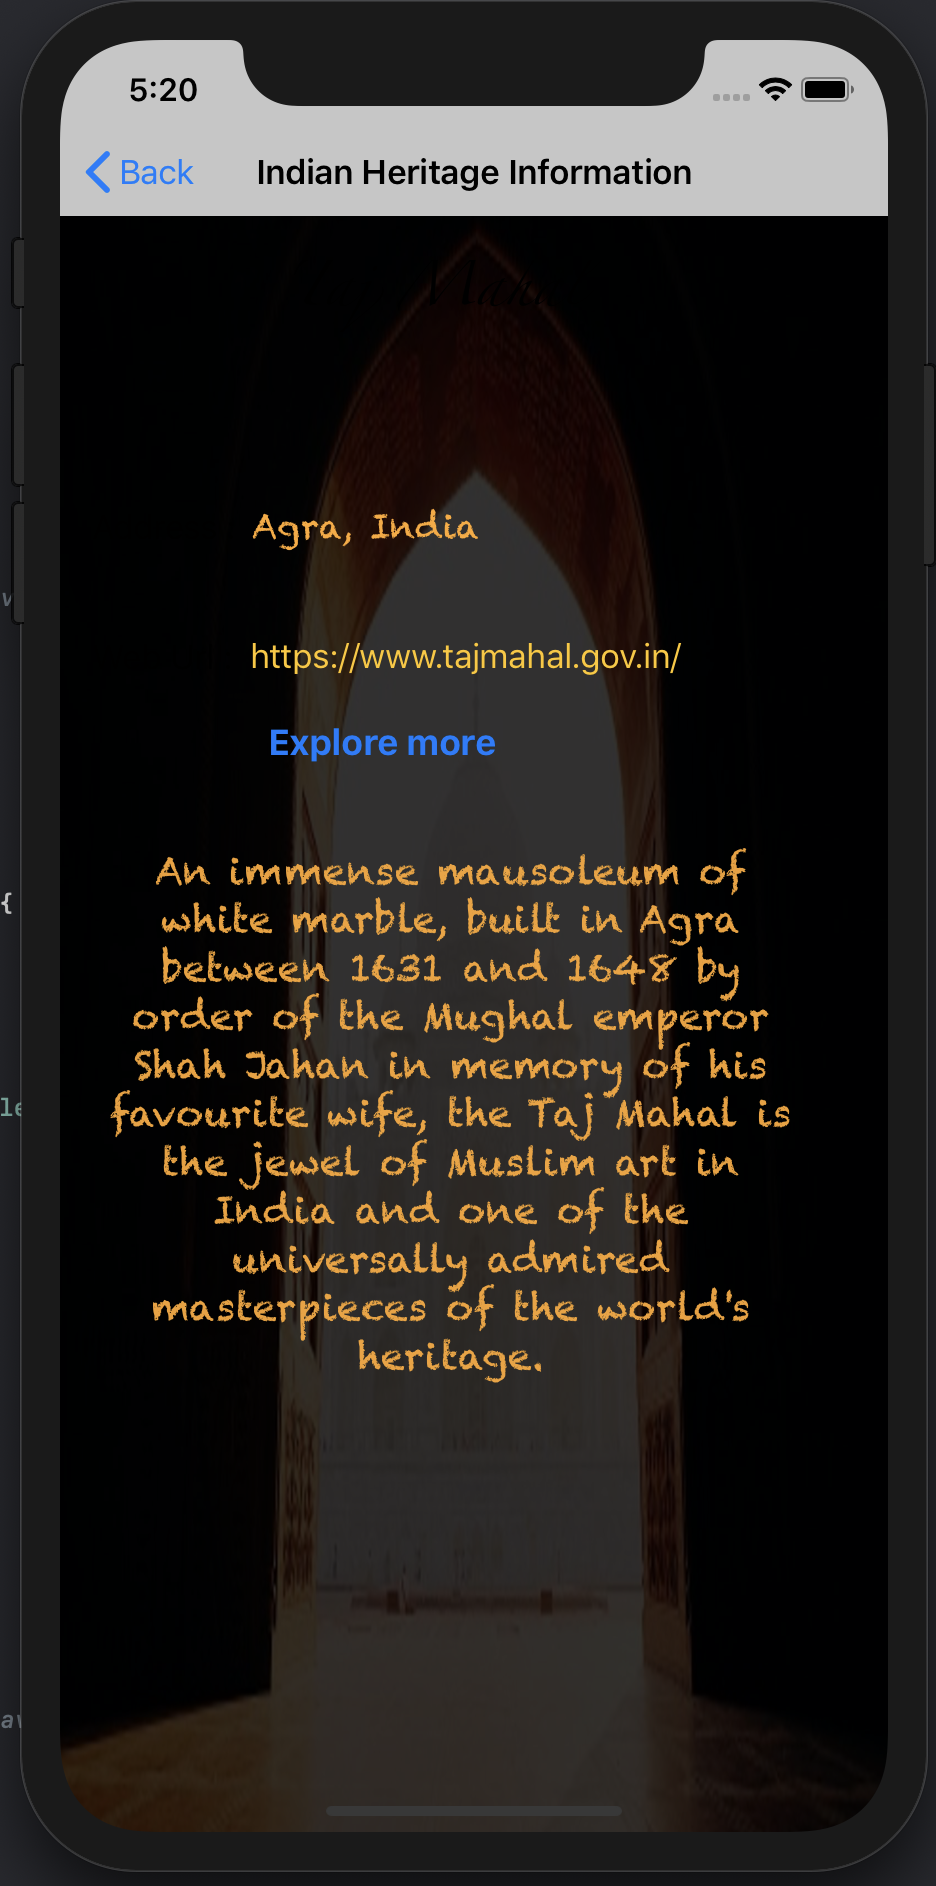 5:20
Back
Indian Heritage Information
Agra, India
https://www.tajmahal.gov.in/
Explore more
An immense mausoleum of
white marble, built in Agra
between 1631 and 1648 by
order of the Mughal emperor
Shah Jahan in memory of his
favourite wife, the Taj Mahal is
the jewel of Muslim art in
India and one of the
universally admired
masterpieces of the world's
heritage.
{